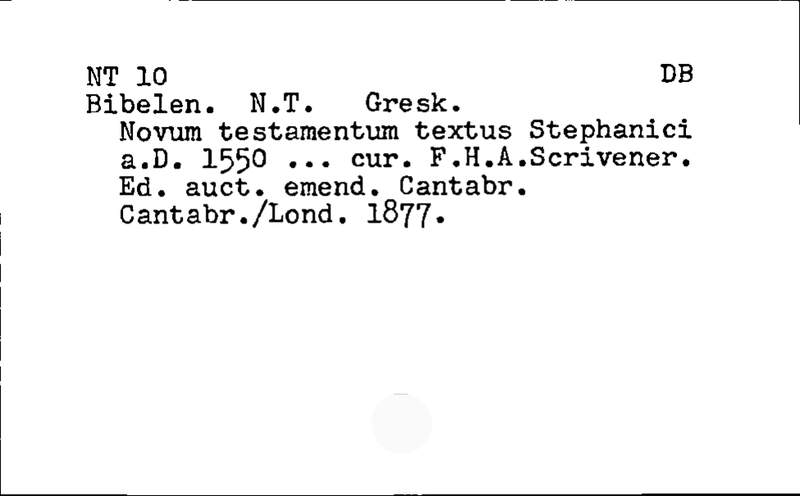 NT 10 DB
Bibelen. N.T. Gresk.
Novum testamentum textus Stephanici
a.D. 1550 ... cur. F.H.A.Scrivener.
Ed. auct. emend. Cantabr.
Cantabr./Lond. 1877.